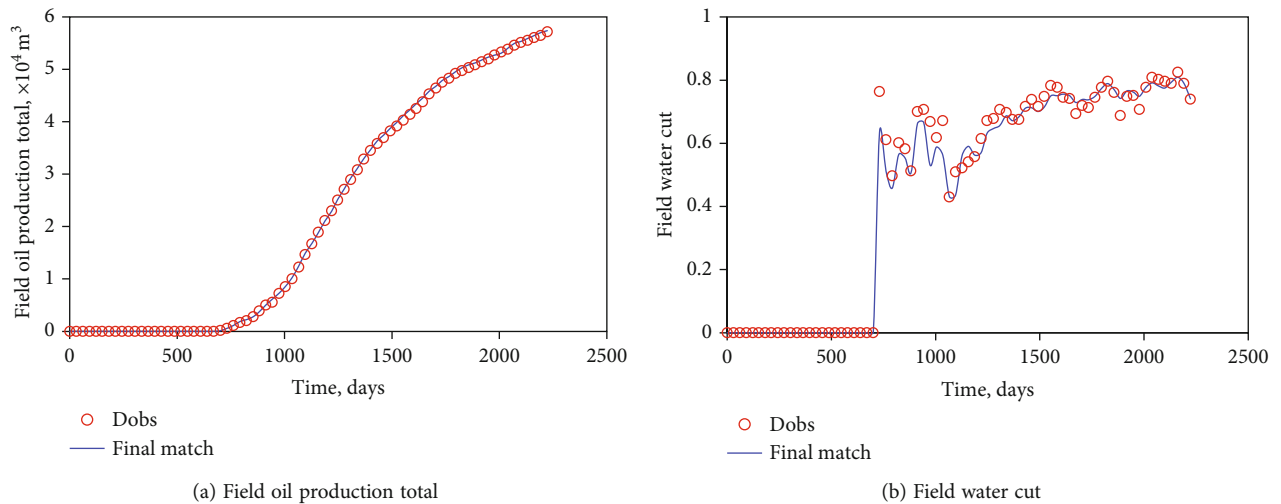 Field oil production total, ×10⁴ m³
6
5
4
3
2
1
0
0 500 1000 1500 2000 2500
Time, days
Dobs
Final match
(a) Field oil production total
Field water cut
1
0.8
0.6
0.4
0.2
0
0 500 1000 1500 2000 2500
Time, days
Dobs
Final match
(b) Field water cut